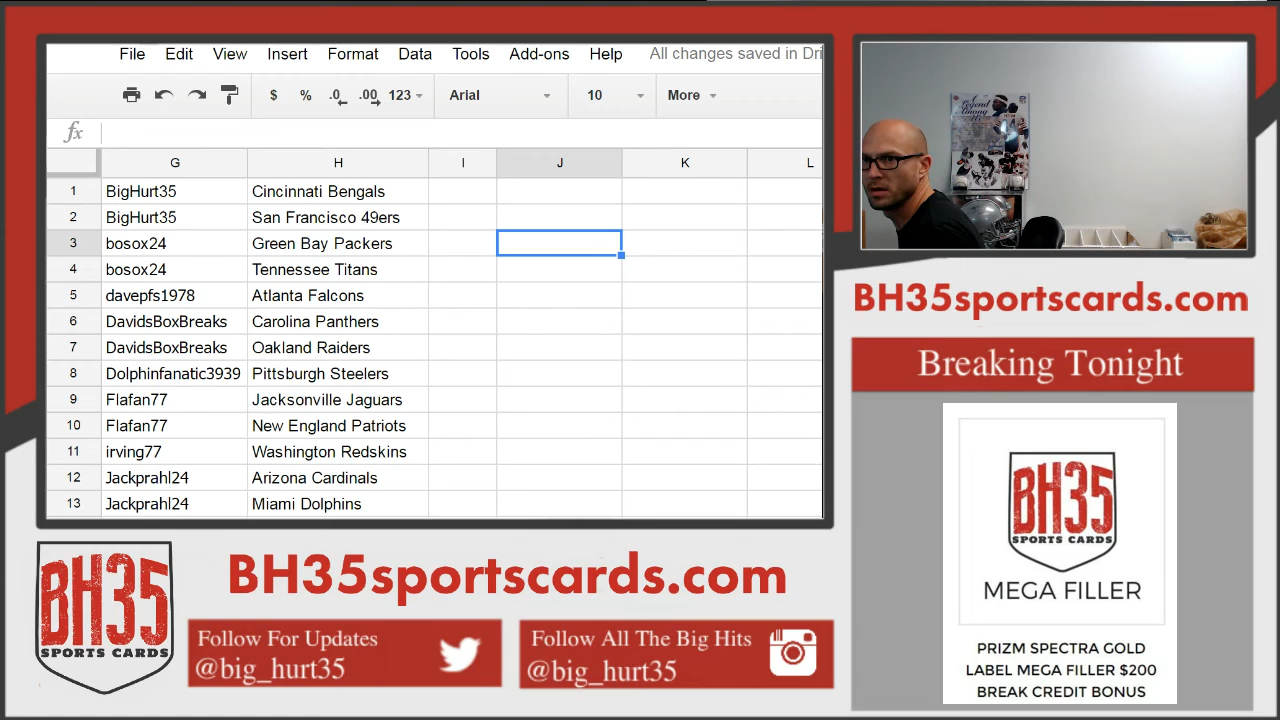 File Edit View Insert Format Data Tools Add-ons Help All changes saved in Dri
$ % .0 .00 123 Arial 10 More
fx
G H I J K L
1 BigHurt35 Cincinnati Bengals
2 BigHurt35 San Francisco 49ers
3 bosox24 Green Bay Packers
4 bosox24 Tennessee Titans
5 davepfs1978 Atlanta Falcons
6 DavidsBoxBreaks Carolina Panthers
7 DavidsBoxBreaks Oakland Raiders
8 Dolphinfanatic3939 Pittsburgh Steelers
9 Flafan77 Jacksonville Jaguars
10 Flafan77 New England Patriots
11 irving77 Washington Redskins
12 Jackprahl24 Arizona Cardinals
13 Jackprahl24 Miami Dolphins
Legend
Among
BH35sportscards.com
Breaking Tonight
BH35
SPORTS CARDS
MEGA FILLER
PRIZM SPECTRA GOLD
LABEL MEGA FILLER $200
BREAK CREDIT BONUS
BH35
SPORTS CARDS
BH35sportscards.com
Follow For Updates
@big_hurt35
Follow All The Big Hits
@big_hurt35